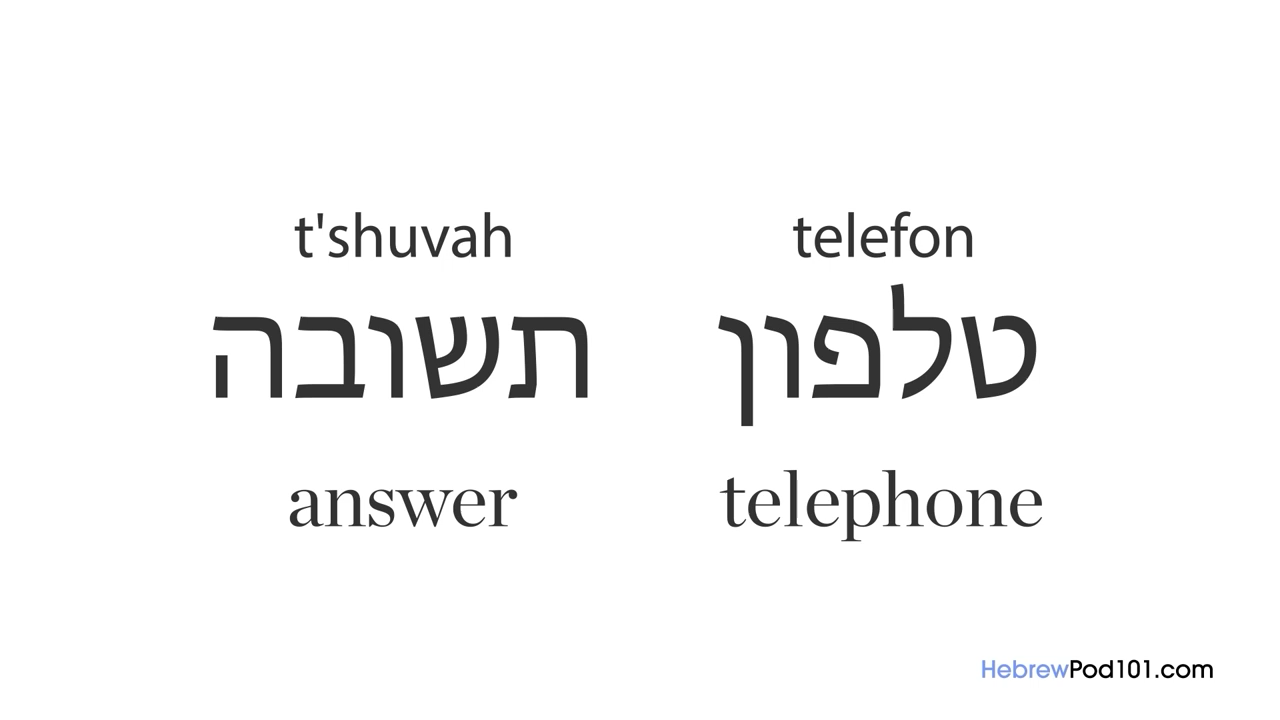 t'shuvah
תשובה
answer
telefon
טלפון
telephone
HebrewPod101.com